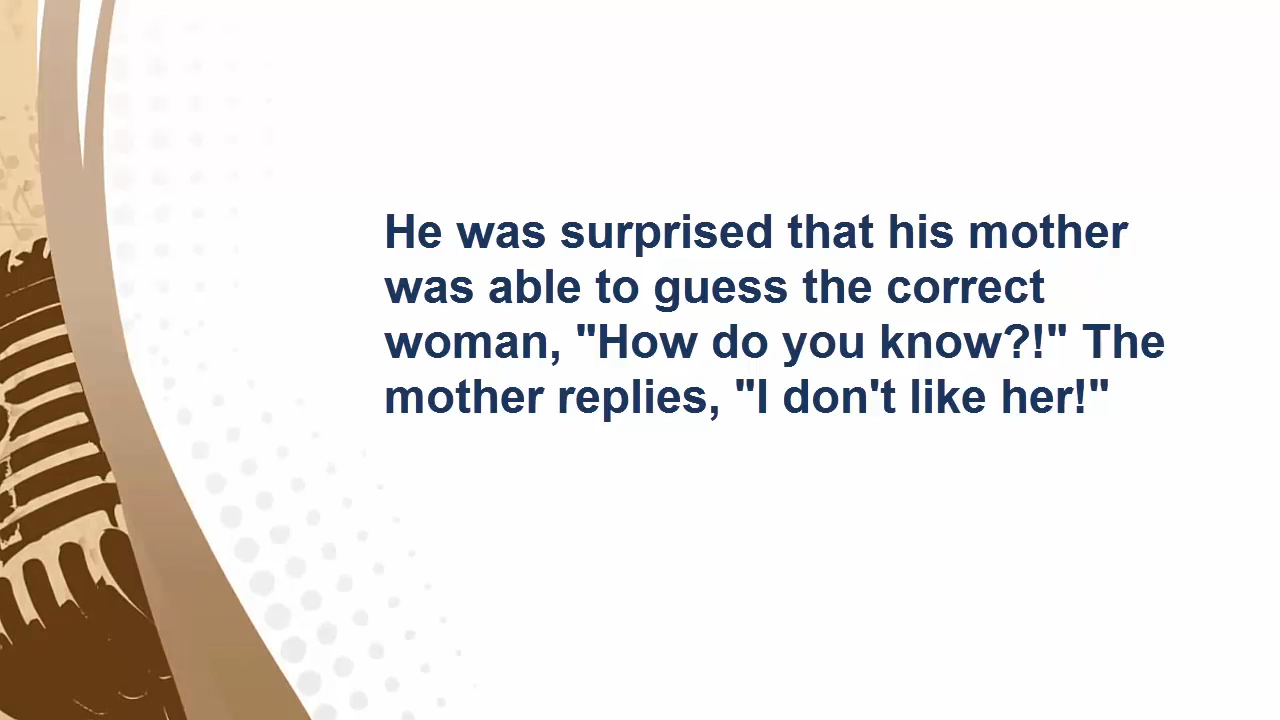 He was surprised that his mother
was able to guess the correct
woman, "How do you know?!" The
mother replies, "I don't like her!"